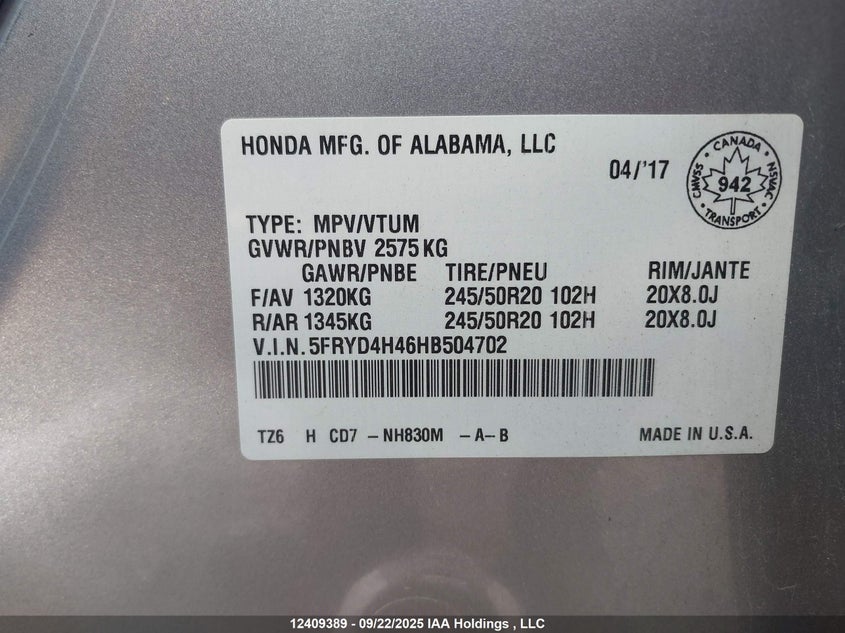 HONDA MFG. OF ALABAMA, LLC
04/'17
CANADA
CMVSS
942
NSVAC
TRANSPORT
TYPE: MPV/VTUM
GVWR/PNBV 2575KG
GAWR/PNBE TIRE/PNEU RIM/JANTE
F/AV 1320KG 245/50R20 102H 20X8.0J
R/AR 1345KG 245/50R20 102H 20X8.0J
V.I.N.5FRYD4H46HB504702
TZ6 H CD7 -NH830M -A-B MADE IN U.S.A.
12409389 - 09/22/2025 IAA Holdings , LLC